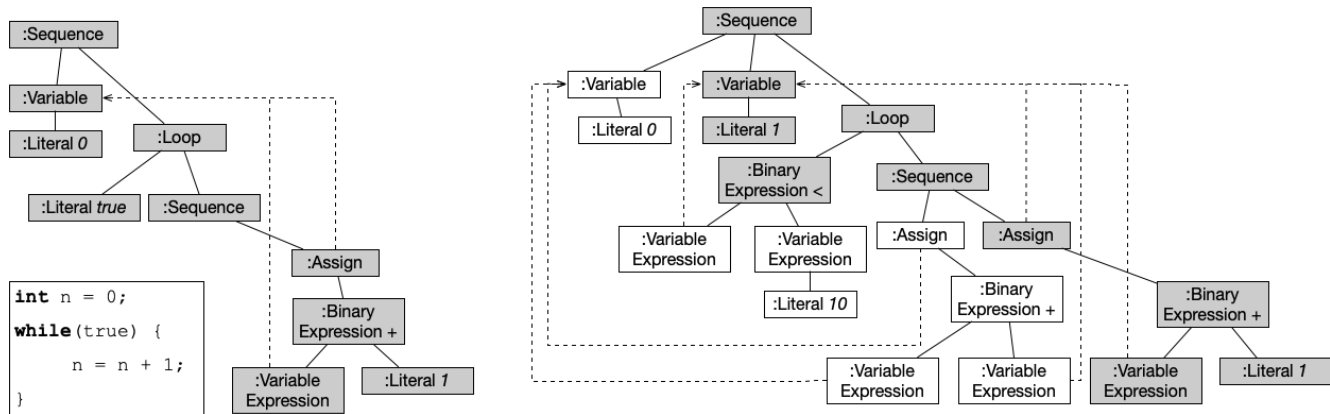 :Sequence
:Variable
:Literal 0
:Loop
:Literal true
:Sequence
:Assign
:Binary
Expression +
:Variable
Expression
:Literal 1
int n = 0;
while(true) {
n = n + 1;
}
:Sequence
:Variable
:Variable
:Literal 0
:Literal 1
:Loop
:Binary
Expression <
:Sequence
:Variable
Expression
:Variable
Expression
:Literal 10
:Assign
:Assign
:Binary
Expression +
:Binary
Expression +
:Variable
Expression
:Variable
Expression
:Variable
Expression
:Literal 1